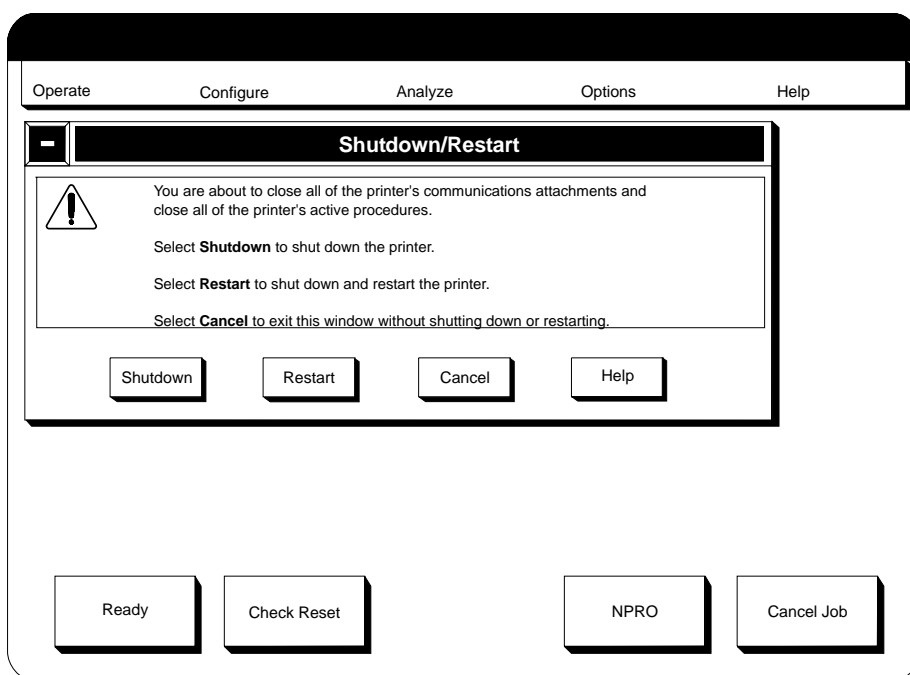 Operate Configure Analyze Options Help
Shutdown/Restart
You are about to close all of the printer's communications attachments and
close all of the printer's active procedures.
Select Shutdown to shut down the printer.
Select Restart to shut down and restart the printer.
Select Cancel to exit this window without shutting down or restarting.
Shutdown Restart Cancel Help
Ready Check Reset NPRO Cancel Job